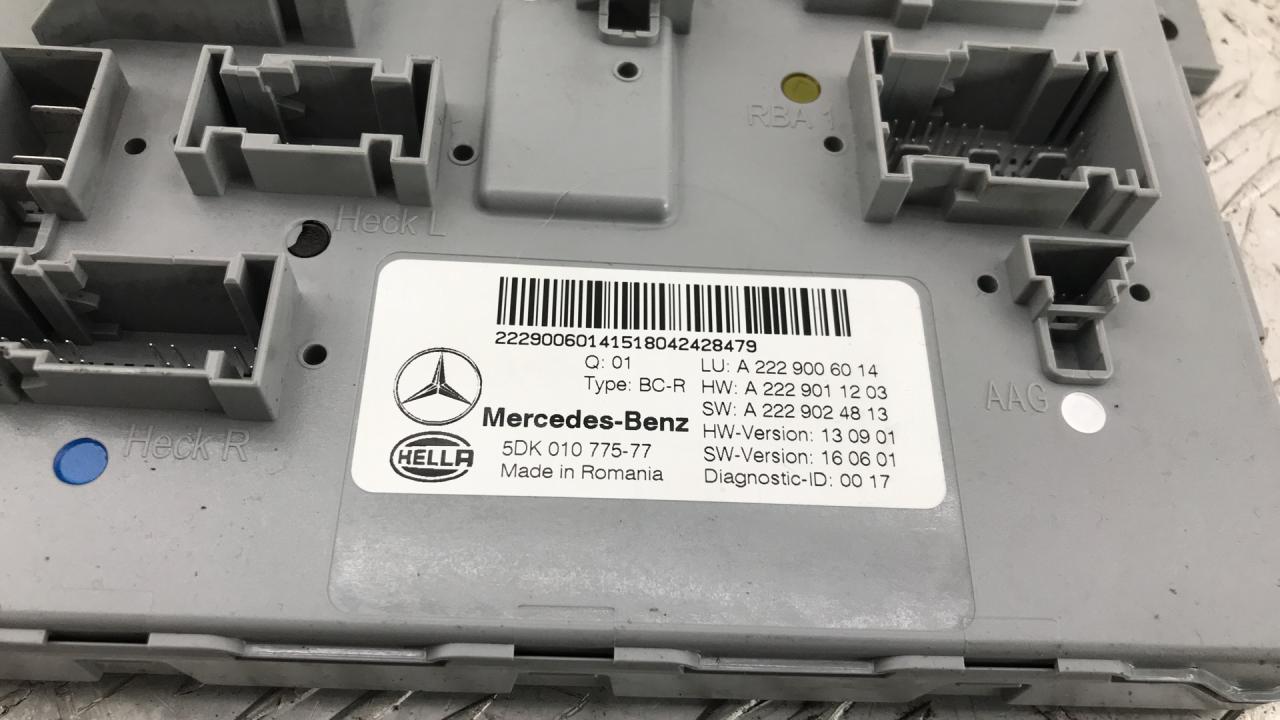 RBA 1
Heck L
Heck R
AAG
22290060141518042428479
Q: 01
Type: BC-R
Mercedes-Benz
HELLA
5DK 010 775-77
Made in Romania
LU: A 222 900 60 14
HW: A 222 901 12 03
SW: A 222 902 48 13
HW-Version: 13 09 01
SW-Version: 16 06 01
Diagnostic-ID: 00 17